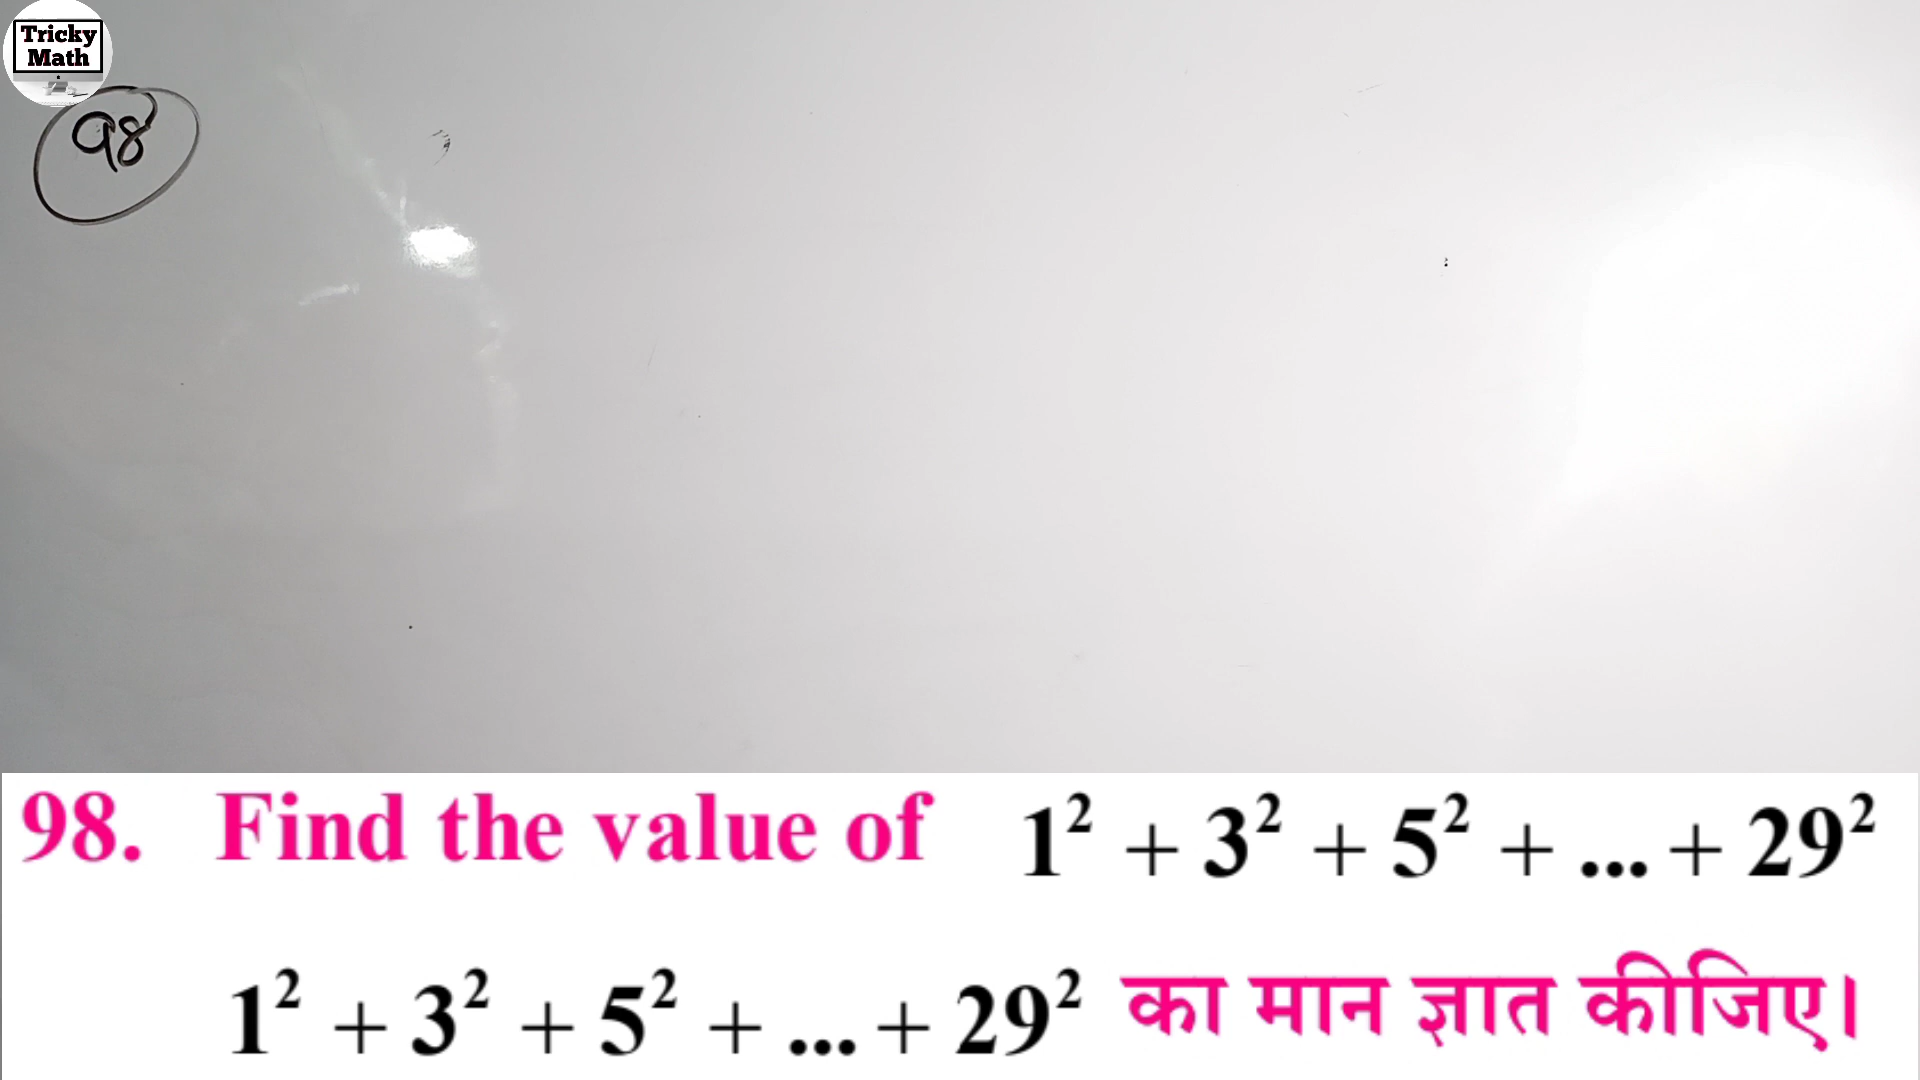 Tricky
Math
98
98. Find the value of 1² + 3² + 5² + ... + 29²
1² + 3² + 5² + ... + 29² का मान ज्ञात कीजिए।